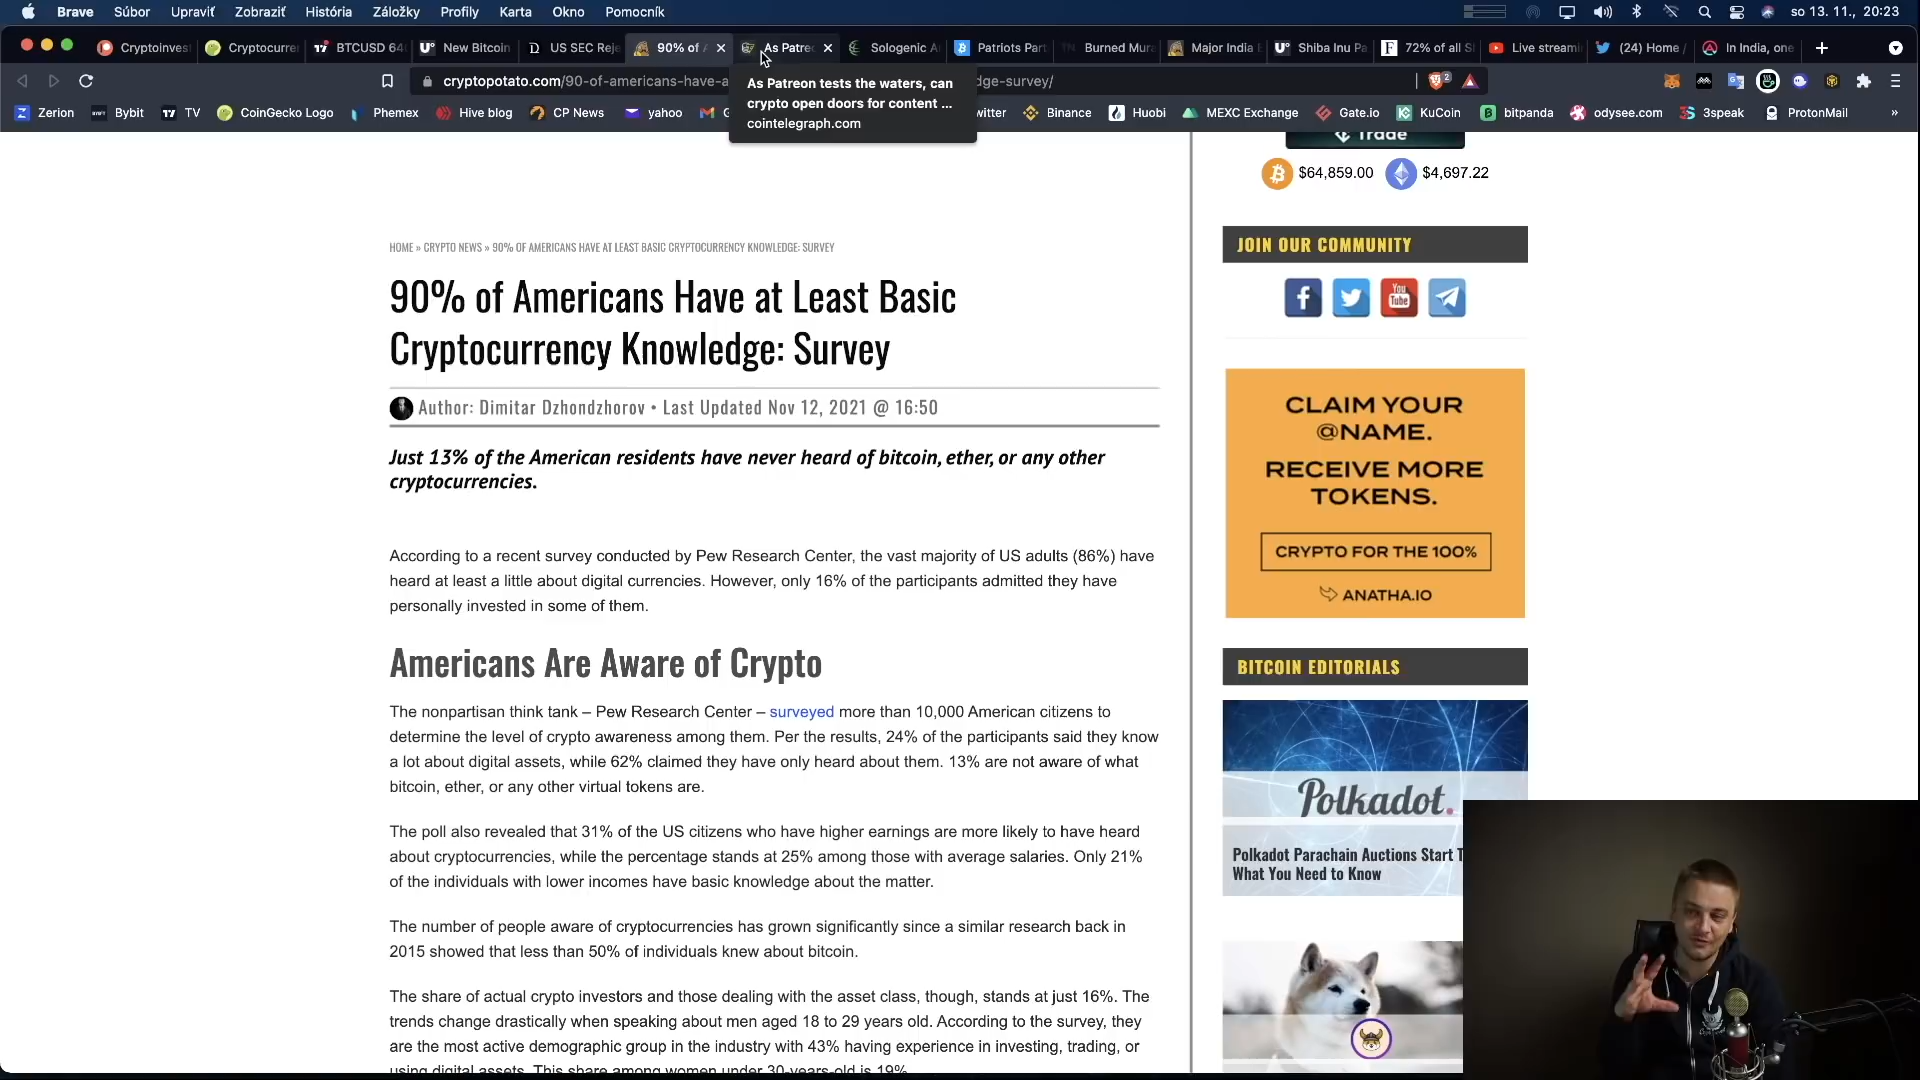 Brave Súbor Upraviť Zobraziť História Záložky Profily Karta Okno Pomocník so 13. 11., 20:23
Cryptoinves Cryptocurre BTCUSD 64 New Bitcoin US SEC Reje 90% of A As Patreo Sologenic A Patriots Part Burned Mura Major India E Shiba Inu Pa 72% of all S Live streami (24) Home / In India, one
cryptopotato.com/90-of-americans-have-a dge-survey/ 2
As Patreon tests the waters, can
crypto open doors for content ...
cointelegraph.com
Zerion Bybit TV CoinGecko Logo Phemex Hive blog CP News yahoo G witter Binance Huobi MEXC Exchange Gate.io KuCoin bitpanda odysee.com 3speak ProtonMail »
Trade
$64,859.00 $4,697.22
HOME » CRYPTO NEWS » 90% OF AMERICANS HAVE AT LEAST BASIC CRYPTOCURRENCY KNOWLEDGE: SURVEY
90% of Americans Have at Least Basic
Cryptocurrency Knowledge: Survey
Author: Dimitar Dzhondzhorov • Last Updated Nov 12, 2021 @ 16:50
Just 13% of the American residents have never heard of bitcoin, ether, or any other
cryptocurrencies.
According to a recent survey conducted by Pew Research Center, the vast majority of US adults (86%) have
heard at least a little about digital currencies. However, only 16% of the participants admitted they have
personally invested in some of them.
Americans Are Aware of Crypto
The nonpartisan think tank – Pew Research Center – surveyed more than 10,000 American citizens to
determine the level of crypto awareness among them. Per the results, 24% of the participants said they know
a lot about digital assets, while 62% claimed they have only heard about them. 13% are not aware of what
bitcoin, ether, or any other virtual tokens are.
The poll also revealed that 31% of the US citizens who have higher earnings are more likely to have heard
about cryptocurrencies, while the percentage stands at 25% among those with average salaries. Only 21%
of the individuals with lower incomes have basic knowledge about the matter.
The number of people aware of cryptocurrencies has grown significantly since a similar research back in
2015 showed that less than 50% of individuals knew about bitcoin.
The share of actual crypto investors and those dealing with the asset class, though, stands at just 16%. The
trends change drastically when speaking about men aged 18 to 29 years old. According to the survey, they
are the most active demographic group in the industry with 43% having experience in investing, trading, or
using digital assets. This share among women under 30-years-old is 19%.
JOIN OUR COMMUNITY
You
Tube
CLAIM YOUR
@NAME.
RECEIVE MORE
TOKENS.
CRYPTO FOR THE 100%
ANATHA.IO
BITCOIN EDITORIALS
Polkadot.
Polkadot Parachain Auctions Start T
What You Need to Know